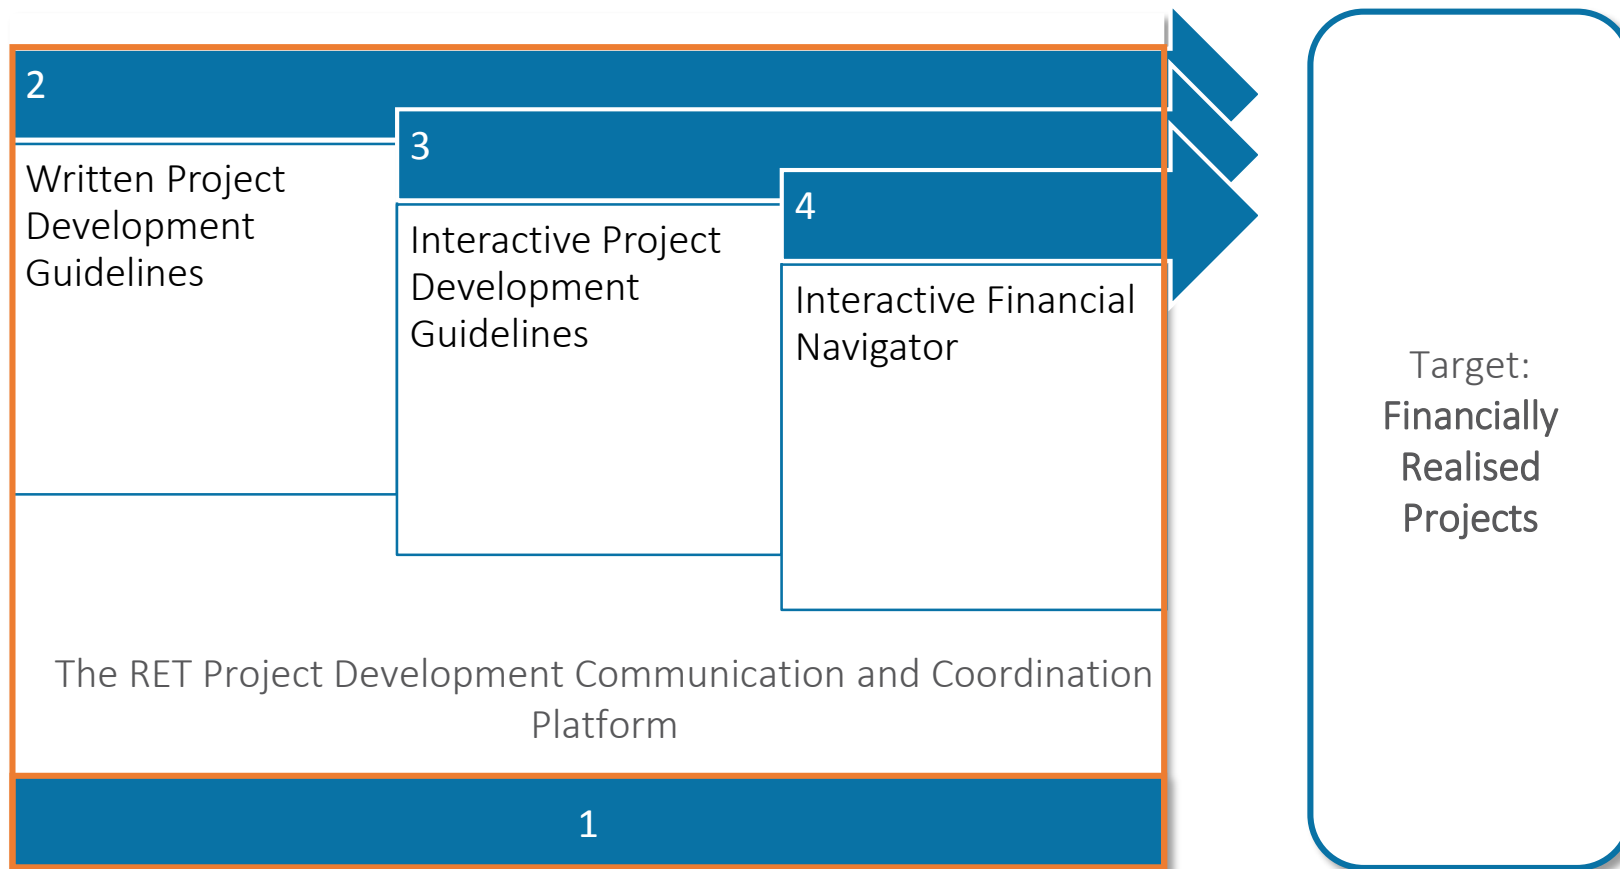 2
Written Project
Development
Guidelines
3
Interactive Project
Development
Guidelines
4
Interactive Financial
Navigator
The RET Project Development Communication and Coordination
Platform
1
Target:
Financially
Realised
Projects